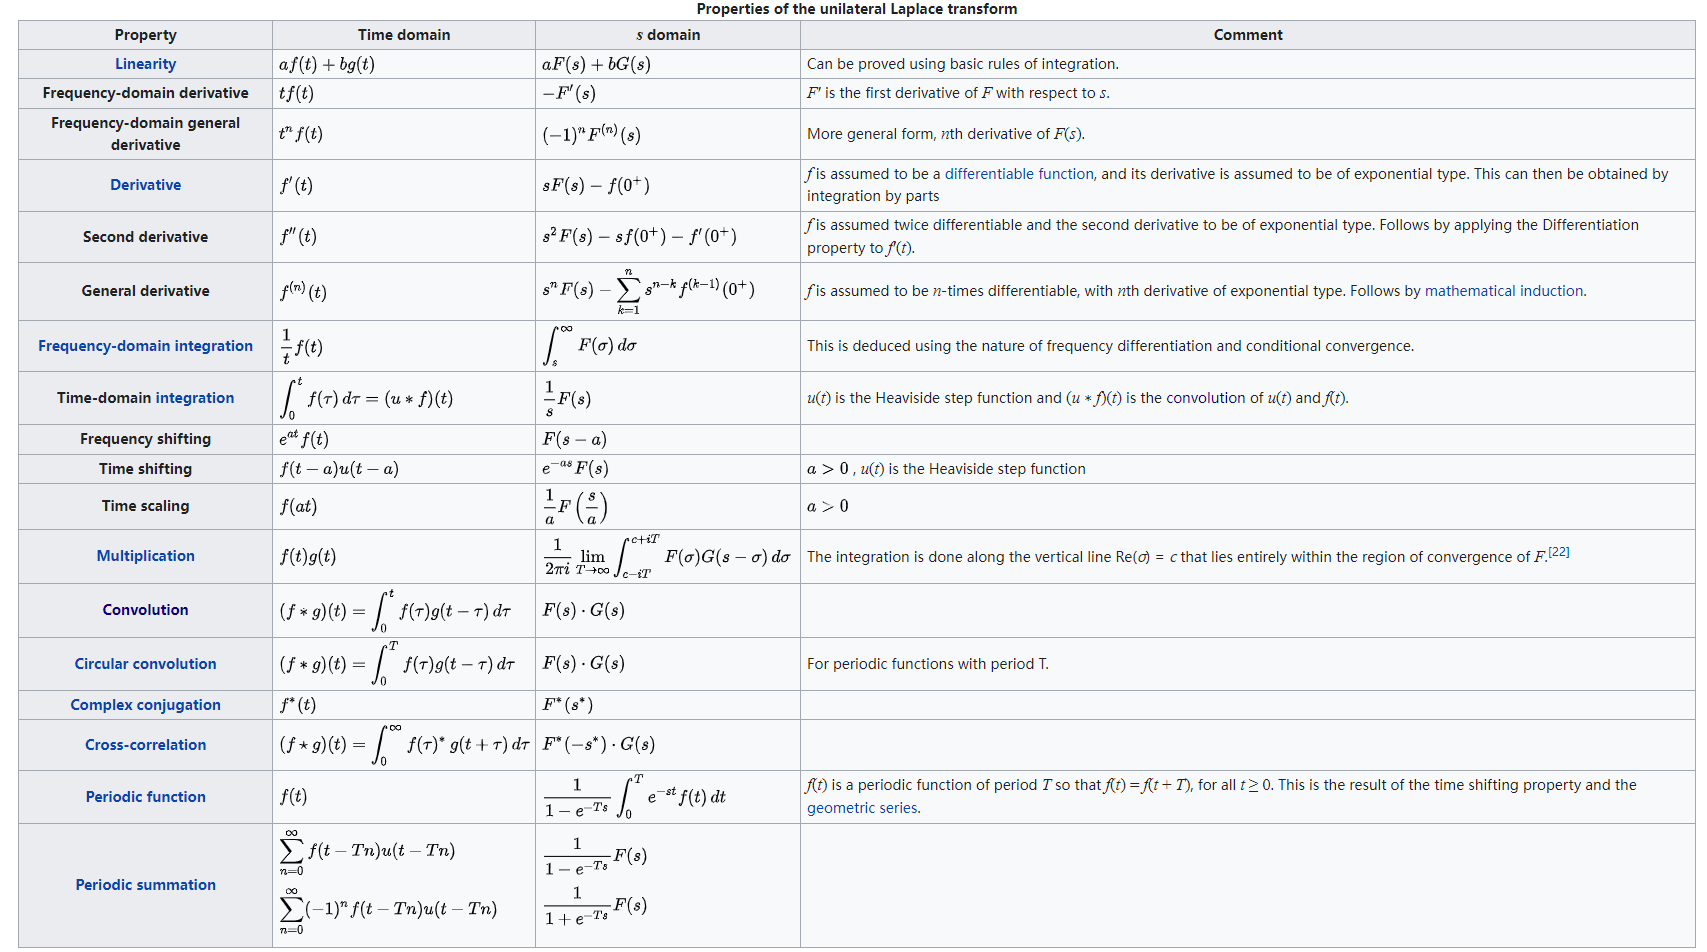 Properties of the unilateral Laplace transform
Property Time domain s domain Comment
Linearity af(t) + bg(t) aF(s) + bG(s) Can be proved using basic rules of integration.
Frequency-domain derivative tf(t) −F′(s) F′ is the first derivative of F with respect to s.
Frequency-domain general
derivative tⁿf(t) (−1)ⁿF⁽ⁿ⁾(s) More general form, nth derivative of F(s).
Derivative f′(t) sF(s) − f(0⁺) f is assumed to be a differentiable function, and its derivative is assumed to be of exponential type. This can then be obtained by
integration by parts
Second derivative f″(t) s²F(s) − sf(0⁺) − f′(0⁺) f is assumed twice differentiable and the second derivative to be of exponential type. Follows by applying the Differentiation
property to f′(t).
General derivative f⁽ⁿ⁾(t) sⁿF(s) − ∑_{k=1}^{n} s^{n−k} f^{(k−1)}(0⁺) f is assumed to be n-times differentiable, with nth derivative of exponential type. Follows by mathematical induction.
Frequency-domain integration 1/t f(t) ∫_s^∞ F(σ) dσ This is deduced using the nature of frequency differentiation and conditional convergence.
Time-domain integration ∫_0^t f(τ) dτ = (u * f)(t) 1/s F(s) u(t) is the Heaviside step function and (u * f)(t) is the convolution of u(t) and f(t).
Frequency shifting e^{at} f(t) F(s − a)
Time shifting f(t − a)u(t − a) e^{−as} F(s) a > 0 , u(t) is the Heaviside step function
Time scaling f(at) 1/a F(s/a) a > 0
Multiplication f(t)g(t) 1/(2πi) lim_{T→∞} ∫_{c−iT}^{c+iT} F(σ)G(s − σ) dσ The integration is done along the vertical line Re(σ) = c that lies entirely within the region of convergence of F.[22]
Convolution (f * g)(t) = ∫_0^t f(τ)g(t − τ) dτ F(s) · G(s)
Circular convolution (f * g)(t) = ∫_0^T f(τ)g(t − τ) dτ F(s) · G(s) For periodic functions with period T.
Complex conjugation f*(t) F*(s*)
Cross-correlation (f ⋆ g)(t) = ∫_0^∞ f(τ)* g(t + τ) dτ F*(−s*) · G(s)
Periodic function f(t) 1/(1 − e^{−Ts}) ∫_0^T e^{−st} f(t) dt f(t) is a periodic function of period T so that f(t) = f(t + T), for all t ≥ 0. This is the result of the time shifting property and the
geometric series.
Periodic summation ∑_{n=0}^∞ f(t − Tn)u(t − Tn) 1/(1 − e^{−Ts}) F(s)
∑_{n=0}^∞ (−1)ⁿ f(t − Tn)u(t − Tn) 1/(1 + e^{−Ts}) F(s)